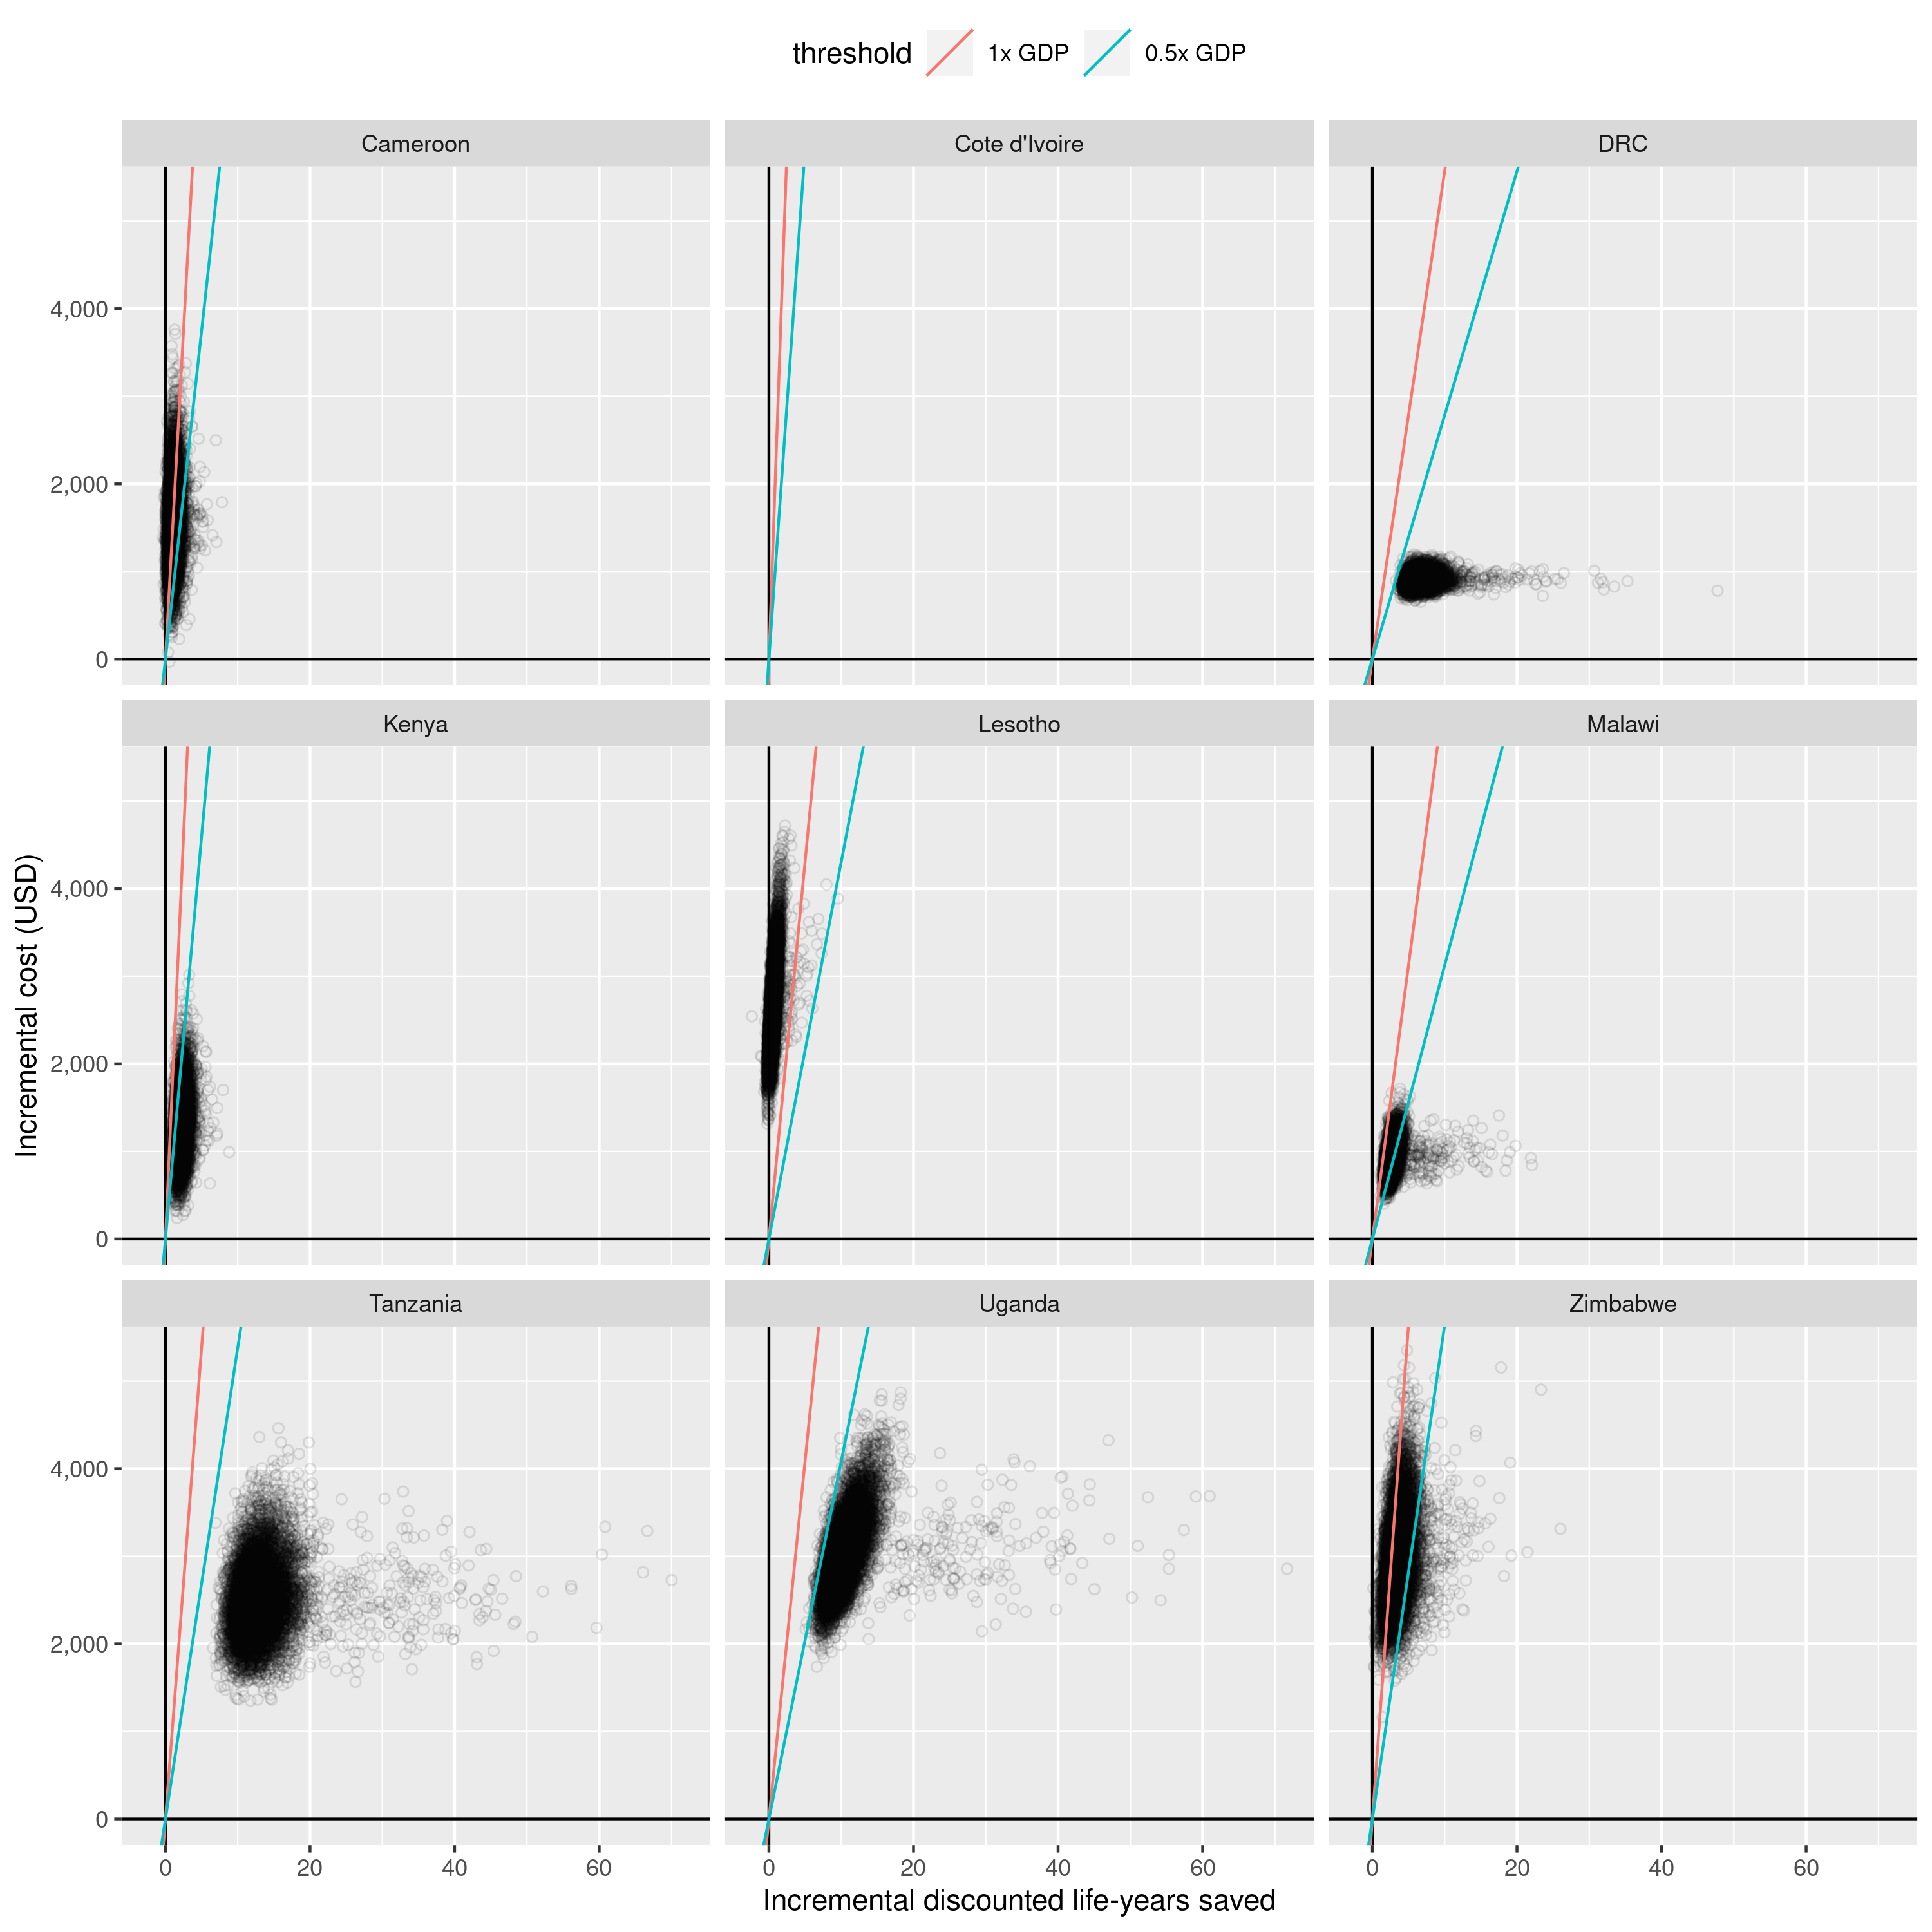 threshold 1x GDP 0.5x GDP
Cameroon Cote d'Ivoire DRC
4,000
2,000
0
Kenya Lesotho Malawi
Incremental cost (USD)
4,000
2,000
0
Tanzania Uganda Zimbabwe
4,000
2,000
0
0 20 40 60 0 20 40 60 0 20 40 60
Incremental discounted life-years saved